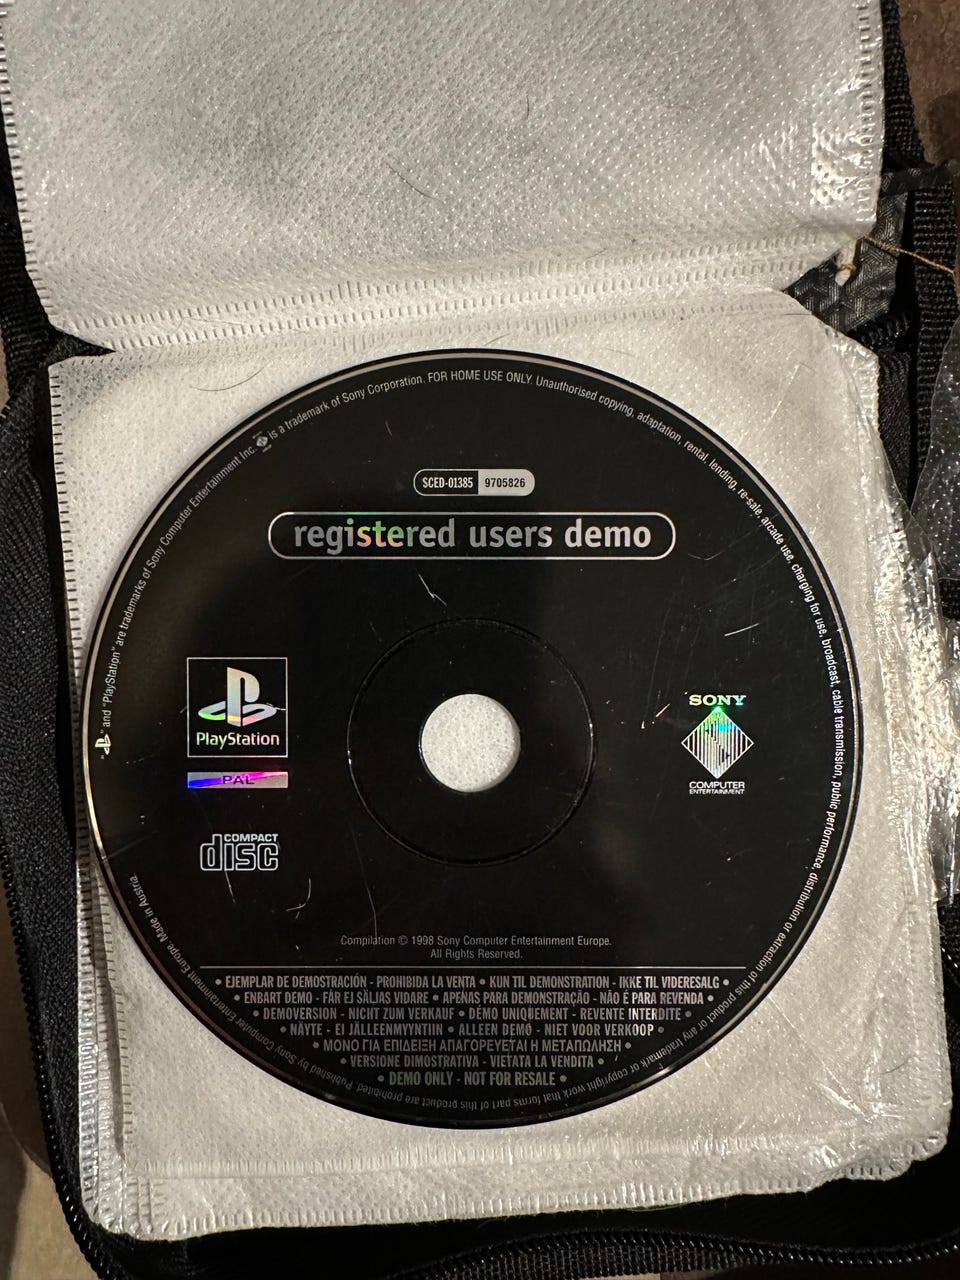 "PS" and "PlayStation" are trademarks of Sony Computer Entertainment Inc. is a trademark of Sony Corporation. FOR HOME USE ONLY. Unauthorised copying, adaptation, rental, lending, re-sale, arcade use, charging for use, broadcast, cable transmission, public performance, distribution or extraction of this product or any trademark or copyright work that forms part of this product are prohibited. Published by Sony Computer Entertainment Europe. Made in Austria
SCED-01385 9705826
registered users demo
PlayStation
PAL
SONY
COMPUTER
ENTERTAINMENT
COMPACT
disc
Compilation © 1998 Sony Computer Entertainment Europe.
All Rights Reserved.
• EJEMPLAR DE DEMOSTRACIÓN - PROHIBIDA LA VENTA • KUN TIL DEMONSTRATION - IKKE TIL VIDERESALG •
• ENBART DEMO - FÅR EJ SÄLJAS VIDARE • APENAS PARA DEMONSTRAÇÃO - NÃO É PARA REVENDA •
• DEMOVERSION - NICHT ZUM VERKAUF • DÉMO UNIQUEMENT - REVENTE INTERDITE •
• NÄYTE - EI JÄLLEENMYYNTIIN • ALLEEN DEMO - NIET VOOR VERKOOP •
• ΜΟΝΟ ΓΙΑ ΕΠΙΔΕΙΞΗ ΑΠΑΓΟΡΕΥΕΤΑΙ Η ΜΕΤΑΠΩΛΗΣΗ •
• VERSIONE DIMOSTRATIVA - VIETATA LA VENDITA •
• DEMO ONLY - NOT FOR RESALE •